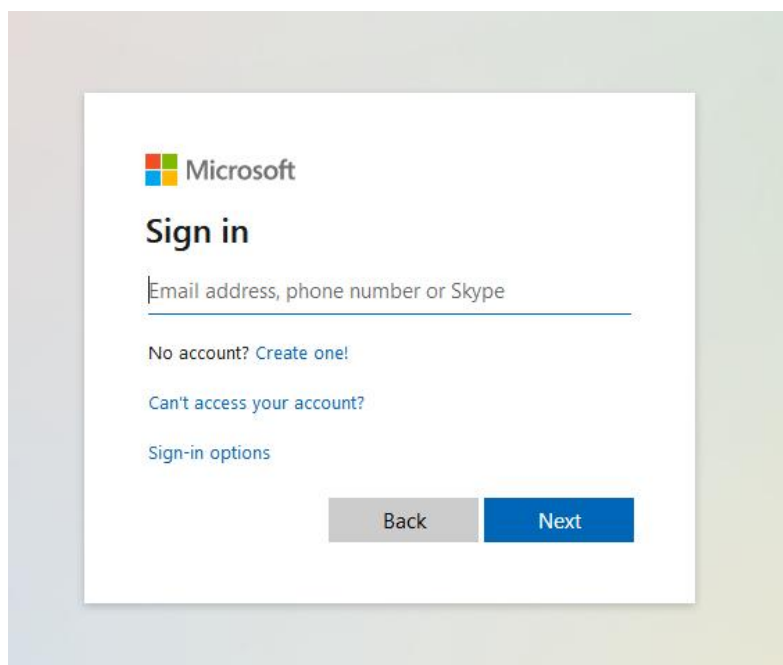 Microsoft
Sign in
Email address, phone number or Skype
No account? Create one!
Can't access your account?
Sign-in options
Back Next